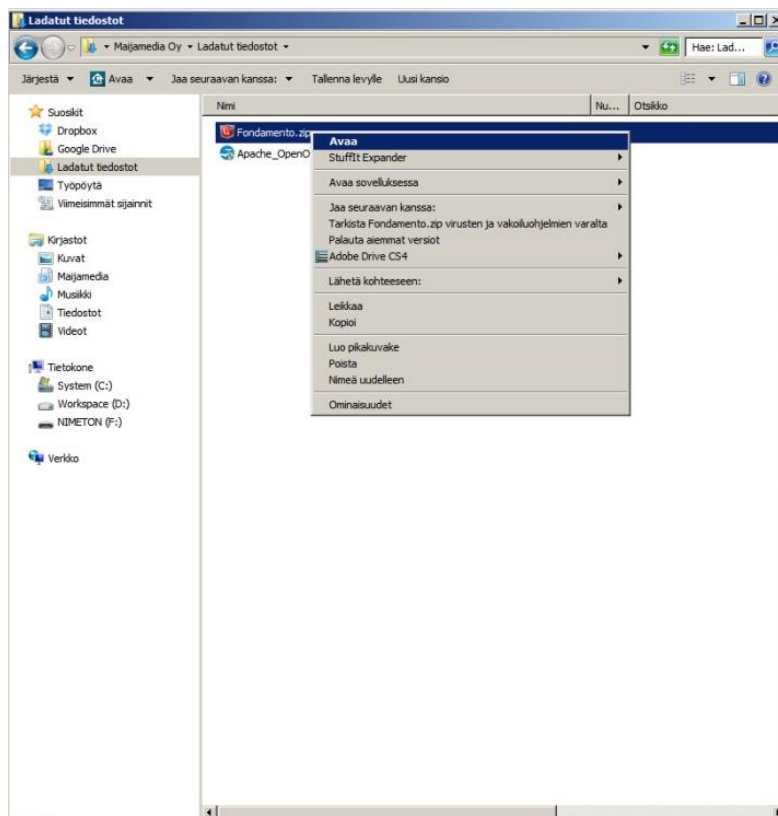 Ladatut tiedostot
Maijamedia Oy Ladatut tiedostot
Hae: Lad...
Järjestä Avaa Jaa seuraavan kanssa: Tallenna levylle Uusi kansio
Suosikit
Dropbox
Google Drive
Ladatut tiedostot
Työpöytä
Viimeisimmät sijainnit
Kirjastot
Kuvat
Maijamedia
Musiikki
Tiedostot
Videot
Tietokone
System (C:)
Workspace (D:)
NIMETON (F:)
Verkko
Nimi Nu... Otsikko
Fondamento.zip
Apache_OpenO
Avaa
StuffIt Expander
Avaa sovelluksessa
Jaa seuraavan kanssa:
Tarkista Fondamento.zip virusten ja vakoiluohjelmien varalta
Palauta aiemmat versiot
Adobe Drive CS4
Lähetä kohteeseen:
Leikkaa
Kopioi
Luo pikakuvake
Poista
Nimeä uudelleen
Ominaisuudet